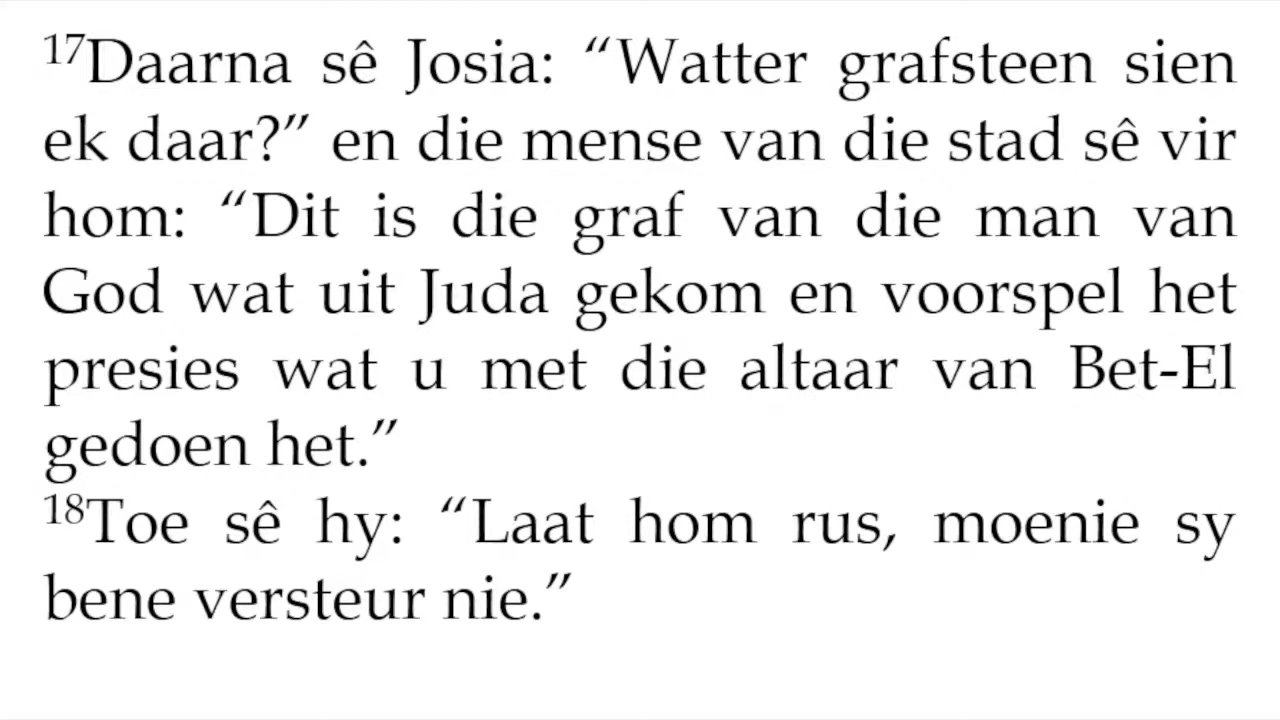 ¹⁷Daarna sê Josia: “Watter grafsteen sien
ek daar?” en die mense van die stad sê vir
hom: “Dit is die graf van die man van
God wat uit Juda gekom en voorspel het
presies wat u met die altaar van Bet-El
gedoen het.”
¹⁸Toe sê hy: “Laat hom rus, moenie sy
bene versteur nie.”